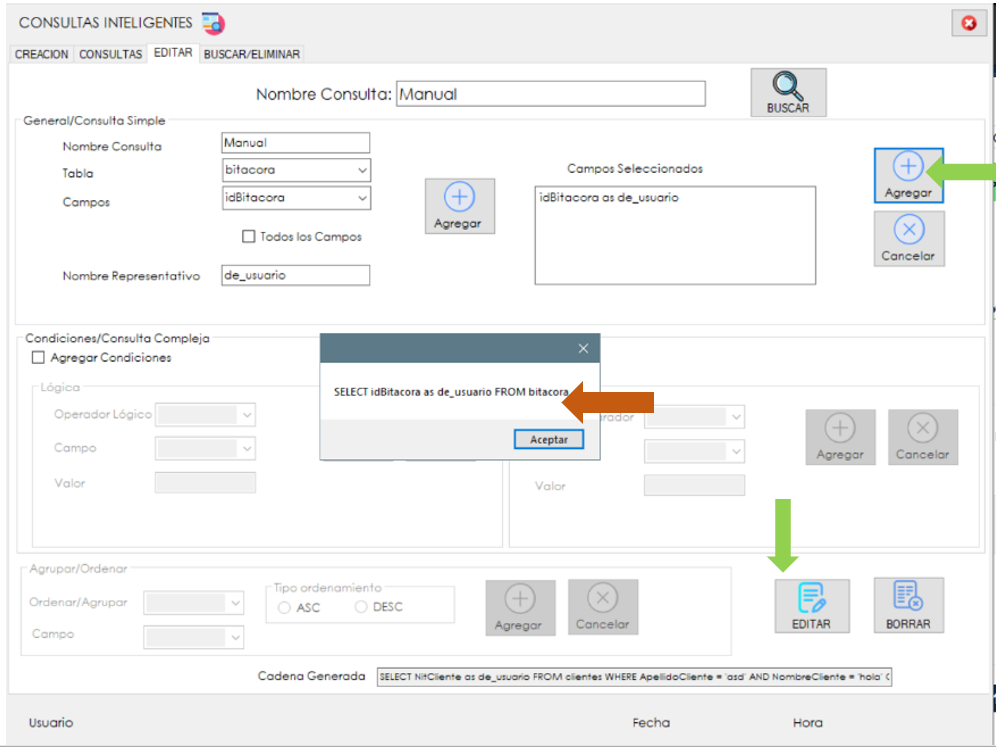 CONSULTAS INTELIGENTES
CREACION CONSULTAS EDITAR BUSCAR/ELIMINAR
Nombre Consulta: Manual
BUSCAR
General/Consulta Simple
Nombre Consulta Manual
Tabla bitacora
Campos idBitacora
Agregar
Todos los Campos
Nombre Representativo de_usuario
Campos Seleccionados
idBitacora as de_usuario
Agregar
Cancelar
Condiciones/Consulta Compleja
Agregar Condiciones
Lógica
Operador Lógico
Campo
Valor
SELECT idBitacora as de_usuario FROM bitacora
Aceptar
Valor
Agregar Cancelar
Agrupar/Ordenar
Ordenar/Agrupar
Campo
Tipo ordenamiento
ASC DESC
Agregar Cancelar
EDITAR BORRAR
Cadena Generada SELECT NitCliente as de_usuario FROM clientes WHERE ApellidoCliente = 'asd' AND NombreCliente = 'hola'
Usuario Fecha Hora